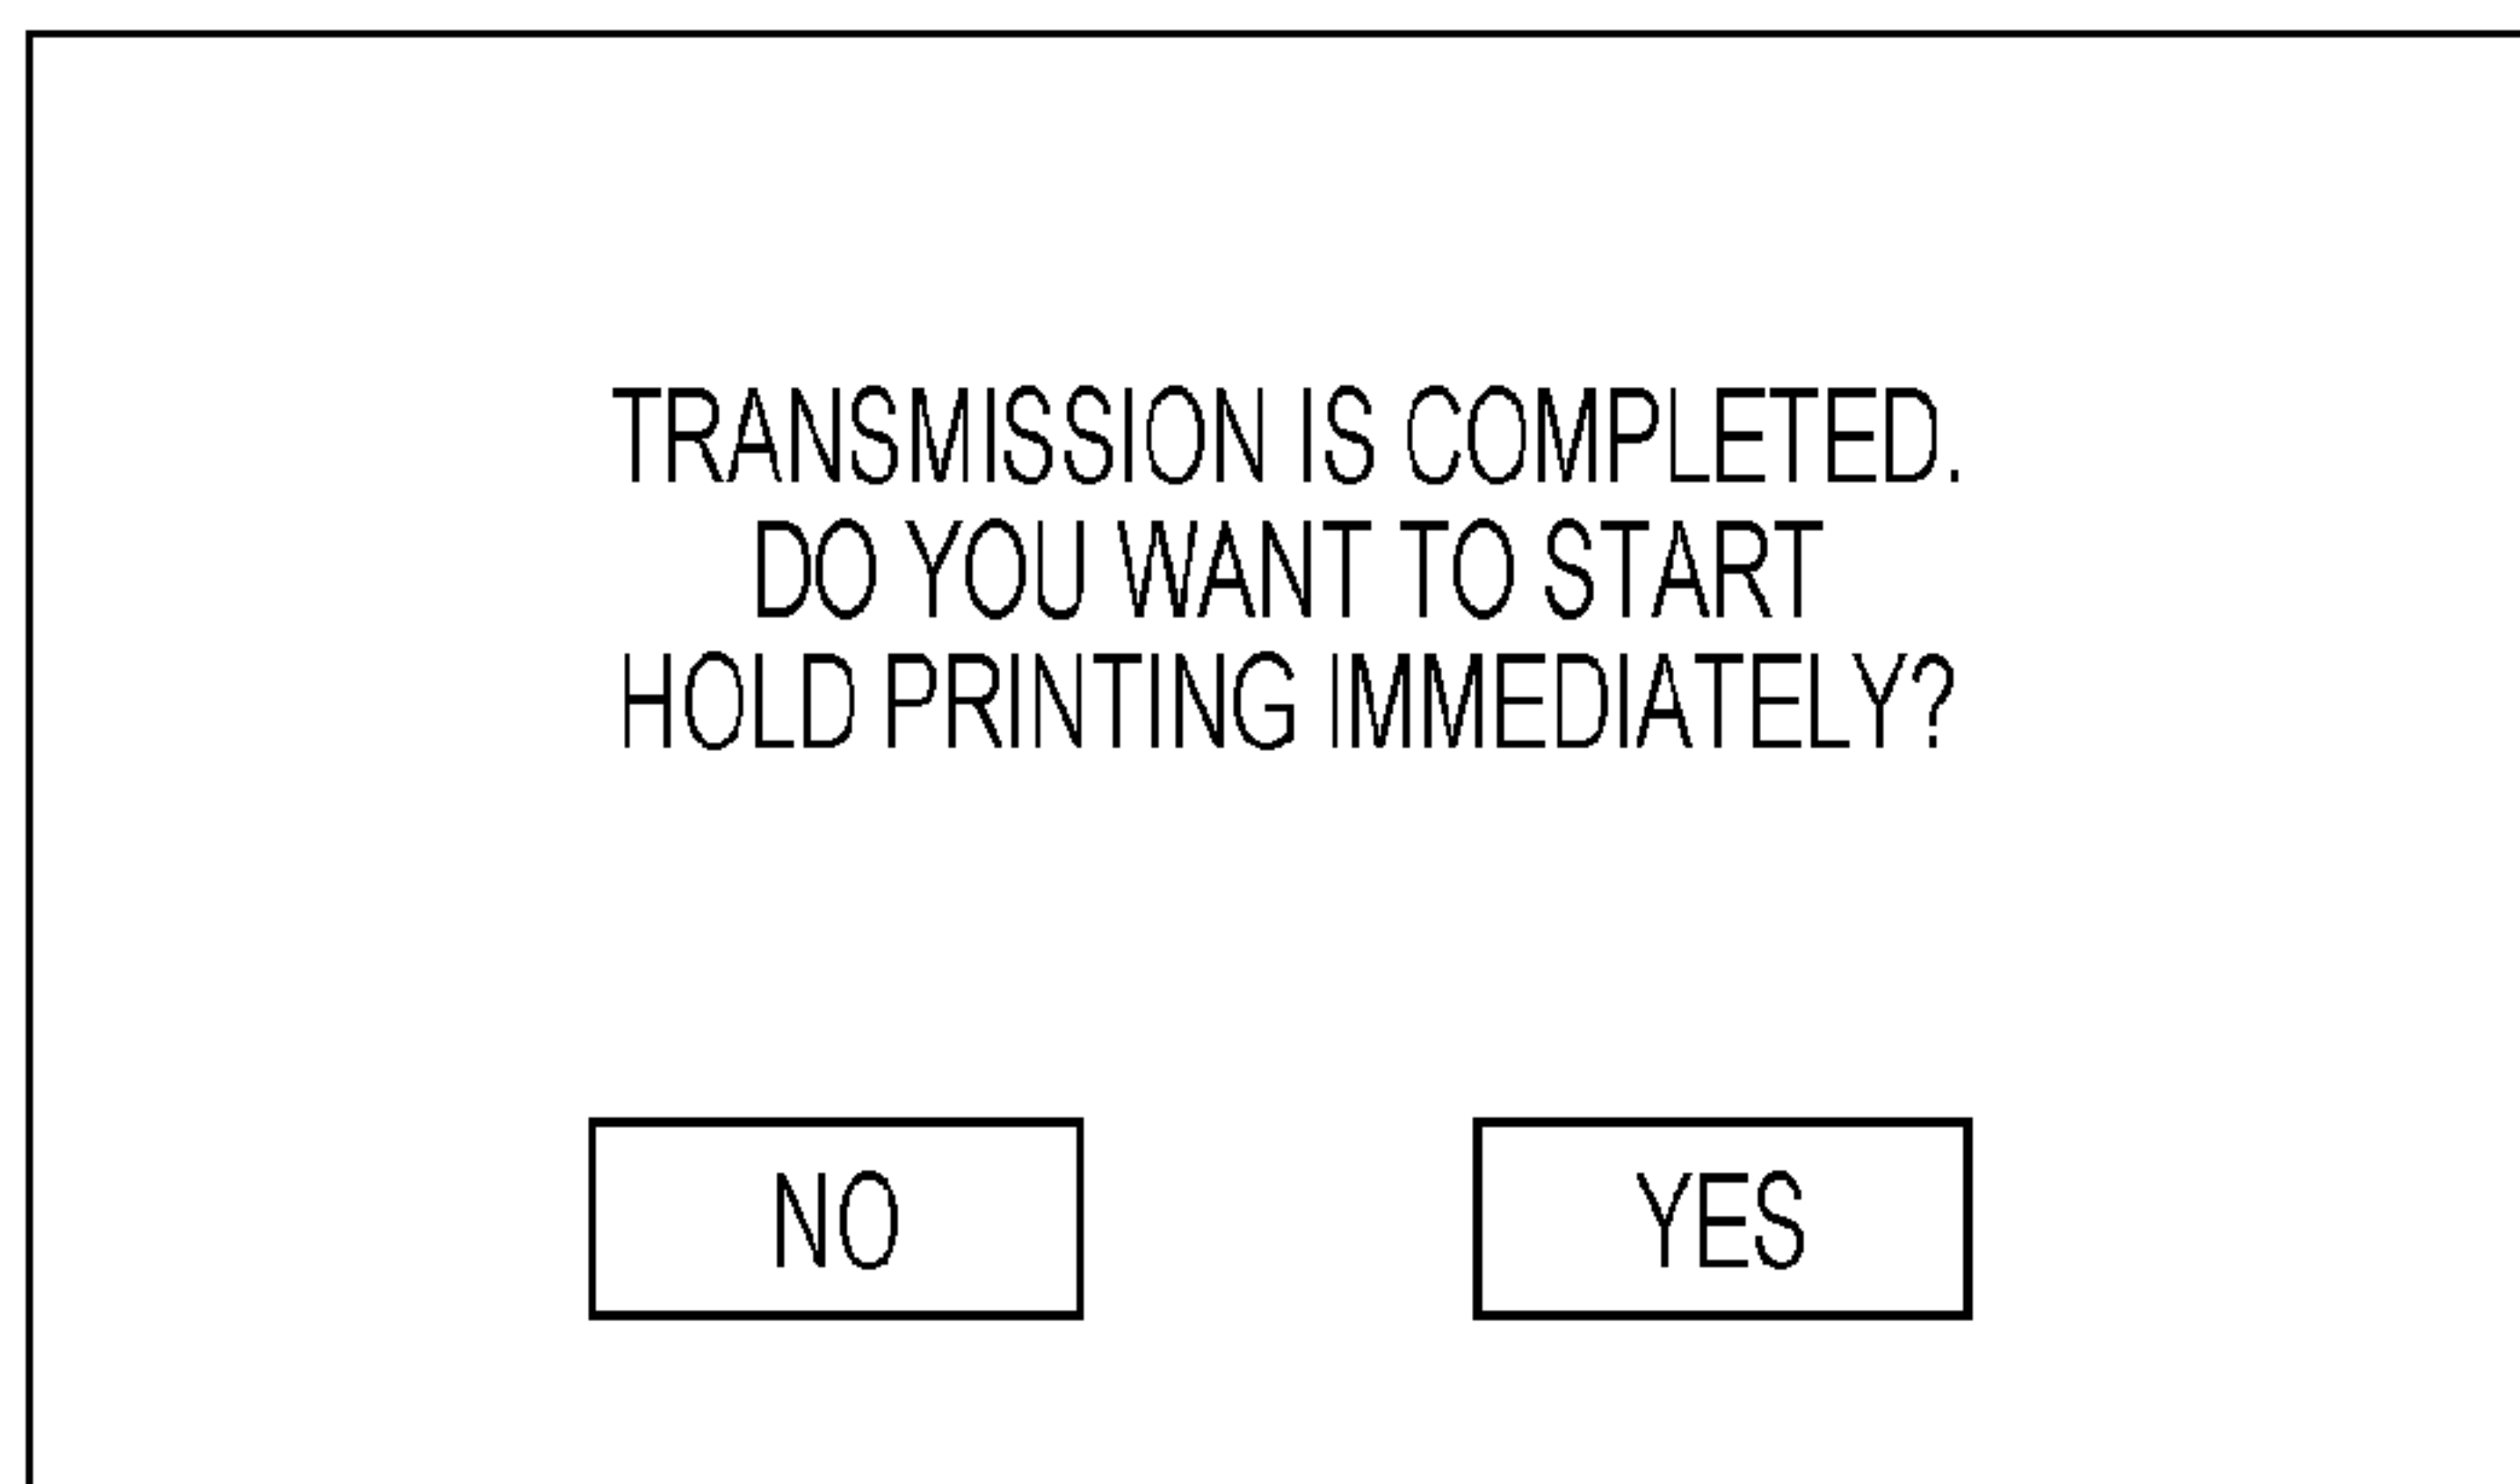 TRANSMISSION IS COMPLETED.
DO YOU WANT TO START
HOLD PRINTING IMMEDIATELY?
NO YES